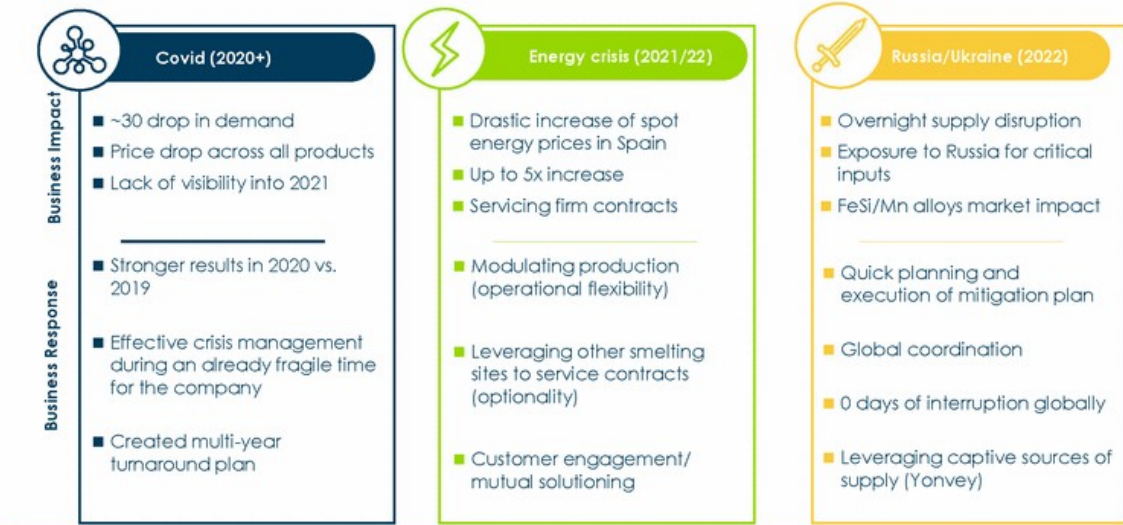 Covid (2020+)
Business Impact
~30 drop in demand
Price drop across all products
Lack of visibility into 2021
Business Response
Stronger results in 2020 vs.
2019
Effective crisis management
during an already fragile time
for the company
Created multi-year
turnaround plan
Energy crisis (2021/22)
Drastic increase of spot
energy prices in Spain
Up to 5x increase
Servicing firm contracts
Modulating production
(operational flexibility)
Leveraging other smelting
sites to service contracts
(optionality)
Customer engagement/
mutual solutioning
Russia/Ukraine (2022)
Overnight supply disruption
Exposure to Russia for critical
inputs
FeSi/Mn alloys market impact
Quick planning and
execution of mitigation plan
Global coordination
0 days of interruption globally
Leveraging captive sources of
supply (Yonvey)